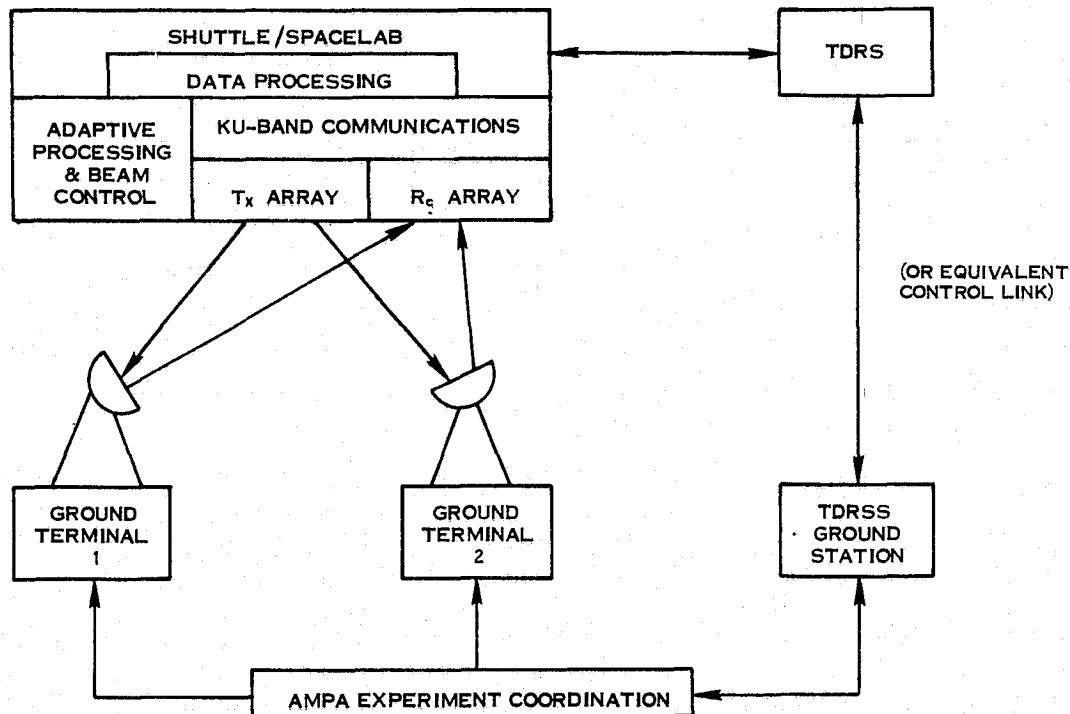 SHUTTLE/SPACELAB
DATA PROCESSING
ADAPTIVE
PROCESSING
& BEAM
CONTROL
KU-BAND COMMUNICATIONS
Tx ARRAY
Rs ARRAY
TDRS
(OR EQUIVALENT
CONTROL LINK)
GROUND
TERMINAL
1
GROUND
TERMINAL
2
TDRSS
GROUND
STATION
AMPA EXPERIMENT COORDINATION